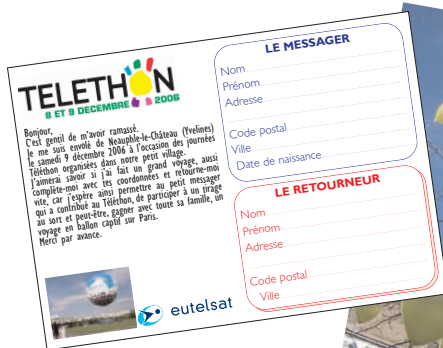 TELETHON
8 ET 9 DECEMBRE 2006
Bonjour,
C'est gentil de m'avoir ramassé.
Je me suis envolé de Neauphle-le-Château (Yvelines)
le samedi 9 décembre 2006 à l'occasion des journées
Téléthon organisées dans notre petit village.
J'aimerai savoir si j'ai fait un grand voyage, aussi
complète-moi avec tes coordonnées et retourne-moi
vite, car j'espère ainsi permettre au petit messager
qui a contribué au Téléthon, de participer à un tirage
au sort et peut-être, gagner avec toute sa famille, un
voyage en ballon captif sur Paris.
Merci par avance.
eutelsat
LE MESSAGER
Nom
Prénom
Adresse
Code postal
Ville
Date de naissance
LE RETOURNEUR
Nom
Prénom
Adresse
Code postal
Ville